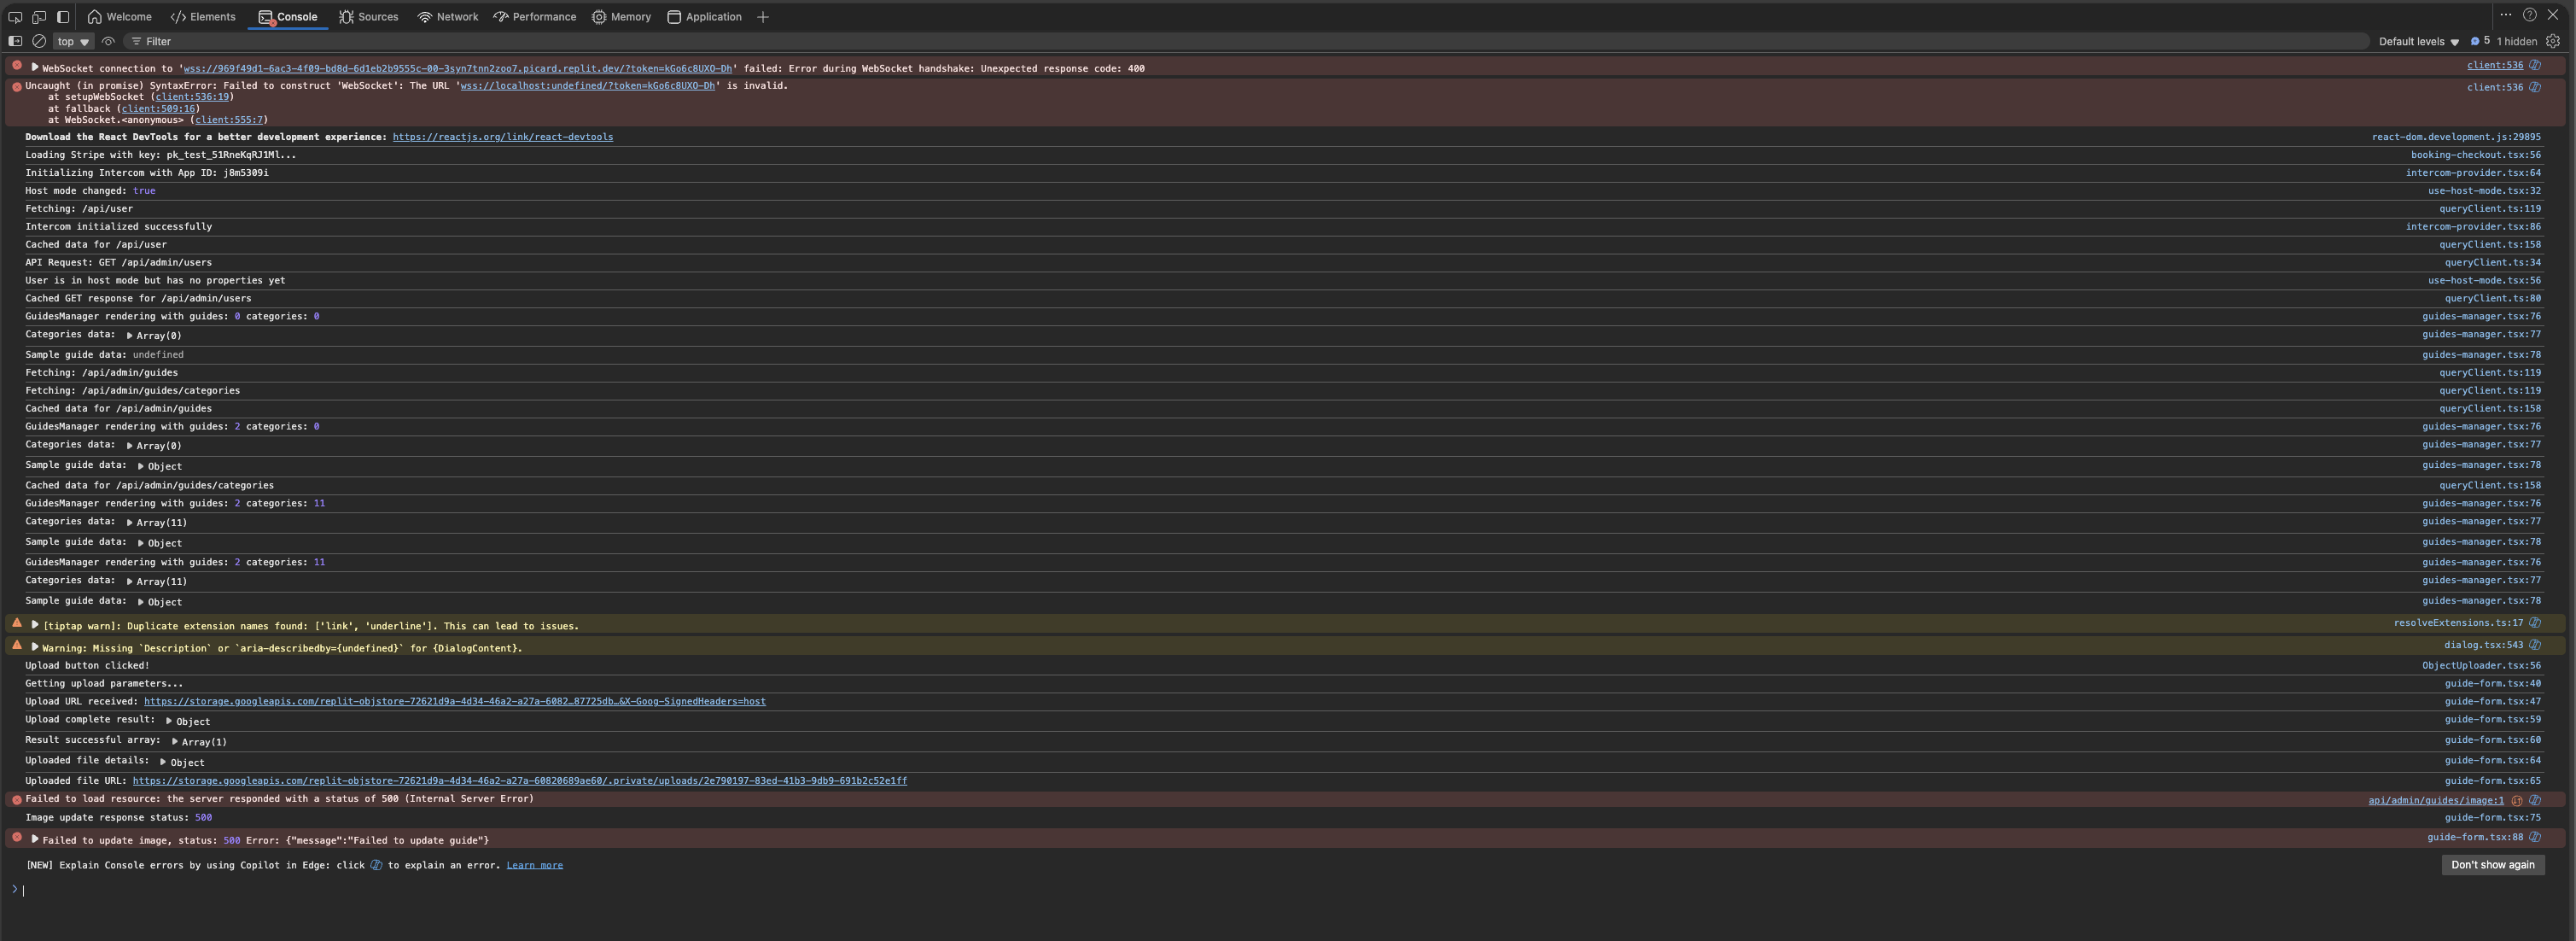 Welcome
Elements
Console
Sources
Network
Performance
Memory
Application
top
Filter
Default levels
5
1 hidden
WebSocket connection to 'wss://969f49d1-6ac3-4f09-bd8d-6d1eb2b9555c-00-3syn7tnn2zoo7.picard.replit.dev/?token=kGo6c8UXO-Dh' failed: Error during WebSocket handshake: Unexpected response code: 400 client:536
Uncaught (in promise) SyntaxError: Failed to construct 'WebSocket': The URL 'wss://localhost:undefined/?token=kGo6c8UXO-Dh' is invalid. client:536
at setupWebSocket (client:536:19)
at fallback (client:509:16)
at WebSocket.<anonymous> (client:555:7)
Download the React DevTools for a better development experience: https://reactjs.org/link/react-devtools react-dom.development.js:29895
Loading Stripe with key: pk_test_51RneKqRJ1Ml... booking-checkout.tsx:56
Initializing Intercom with App ID: j8m5309i intercom-provider.tsx:64
Host mode changed: true use-host-mode.tsx:32
Fetching: /api/user queryClient.ts:119
Intercom initialized successfully intercom-provider.tsx:86
Cached data for /api/user queryClient.ts:158
API Request: GET /api/admin/users queryClient.ts:34
User is in host mode but has no properties yet use-host-mode.tsx:56
Cached GET response for /api/admin/users queryClient.ts:80
GuidesManager rendering with guides: 0 categories: 0 guides-manager.tsx:76
Categories data: Array(0) guides-manager.tsx:77
Sample guide data: undefined guides-manager.tsx:78
Fetching: /api/admin/guides queryClient.ts:119
Fetching: /api/admin/guides/categories queryClient.ts:119
Cached data for /api/admin/guides queryClient.ts:158
GuidesManager rendering with guides: 2 categories: 0 guides-manager.tsx:76
Categories data: Array(0) guides-manager.tsx:77
Sample guide data: Object guides-manager.tsx:78
Cached data for /api/admin/guides/categories queryClient.ts:158
GuidesManager rendering with guides: 2 categories: 11 guides-manager.tsx:76
Categories data: Array(11) guides-manager.tsx:77
Sample guide data: Object guides-manager.tsx:78
GuidesManager rendering with guides: 2 categories: 11 guides-manager.tsx:76
Categories data: Array(11) guides-manager.tsx:77
Sample guide data: Object guides-manager.tsx:78
[tiptap warn]: Duplicate extension names found: ['link', 'underline']. This can lead to issues. resolveExtensions.ts:17
Warning: Missing `Description` or `aria-describedby={undefined}` for {DialogContent}. dialog.tsx:543
Upload button clicked! ObjectUploader.tsx:56
Getting upload parameters... guide-form.tsx:40
Upload URL received: https://storage.googleapis.com/replit-objstore-72621d9a-4d34-46a2-a27a-6082…87725db…&X-Goog-SignedHeaders=host guide-form.tsx:47
Upload complete result: Object guide-form.tsx:59
Result successful array: Array(1) guide-form.tsx:60
Uploaded file details: Object guide-form.tsx:64
Uploaded file URL: https://storage.googleapis.com/replit-objstore-72621d9a-4d34-46a2-a27a-60820689ae60/.private/uploads/2e790197-83ed-41b3-9db9-691b2c52e1ff guide-form.tsx:65
Failed to load resource: the server responded with a status of 500 (Internal Server Error) api/admin/guides/image:1
Image update response status: 500 guide-form.tsx:75
Failed to update image, status: 500 Error: {"message":"Failed to update guide"} guide-form.tsx:88
[NEW] Explain Console errors by using Copilot in Edge: click to explain an error. Learn more
Don't show again